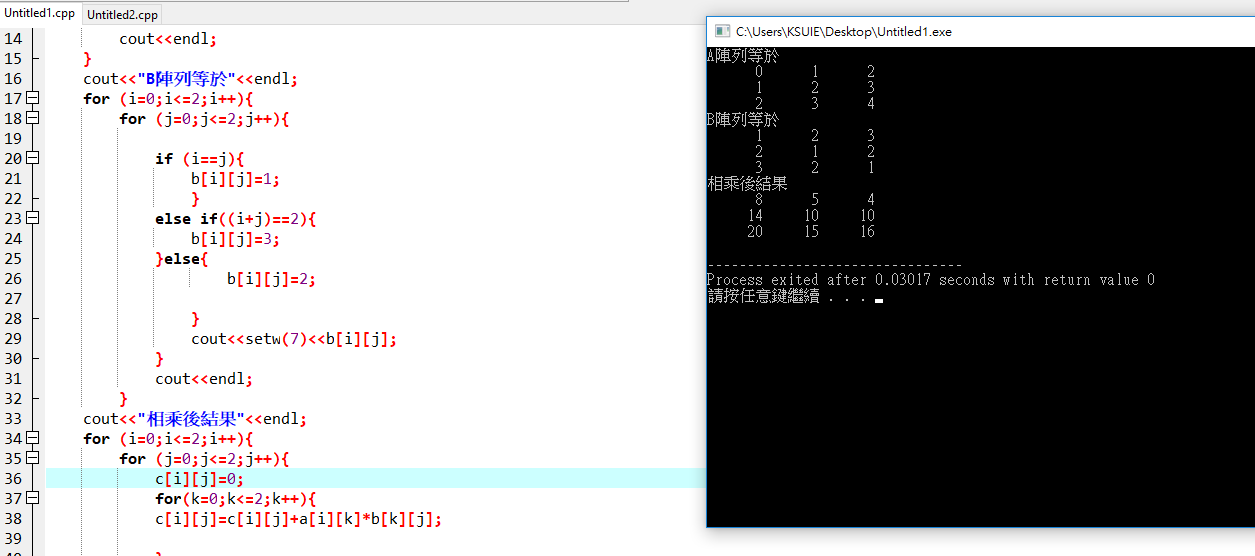 Untitled1.cpp Untitled2.cpp
14 cout<<endl;
15 }
16 cout<<"B陣列等於"<<endl;
17 for (i=0;i<=2;i++){
18 for (j=0;j<=2;j++){
19
20 if (i==j){
21 b[i][j]=1;
22 }
23 else if((i+j)==2){
24 b[i][j]=3;
25 }else{
26 b[i][j]=2;
27
28 }
29 cout<<setw(7)<<b[i][j];
30 }
31 cout<<endl;
32 }
33 cout<<"相乘後結果"<<endl;
34 for (i=0;i<=2;i++){
35 for (j=0;j<=2;j++){
36 c[i][j]=0;
37 for(k=0;k<=2;k++){
38 c[i][j]=c[i][j]+a[i][k]*b[k][j];
39
C:\Users\KSUIE\Desktop\Untitled1.exe
A陣列等於
0 1 2
1 2 3
2 3 4
B陣列等於
1 2 3
2 1 2
3 2 1
相乘後結果
8 5 4
14 10 10
20 15 16
--------------------------------
Process exited after 0.03017 seconds with return value 0
請按任意鍵繼續 . . .